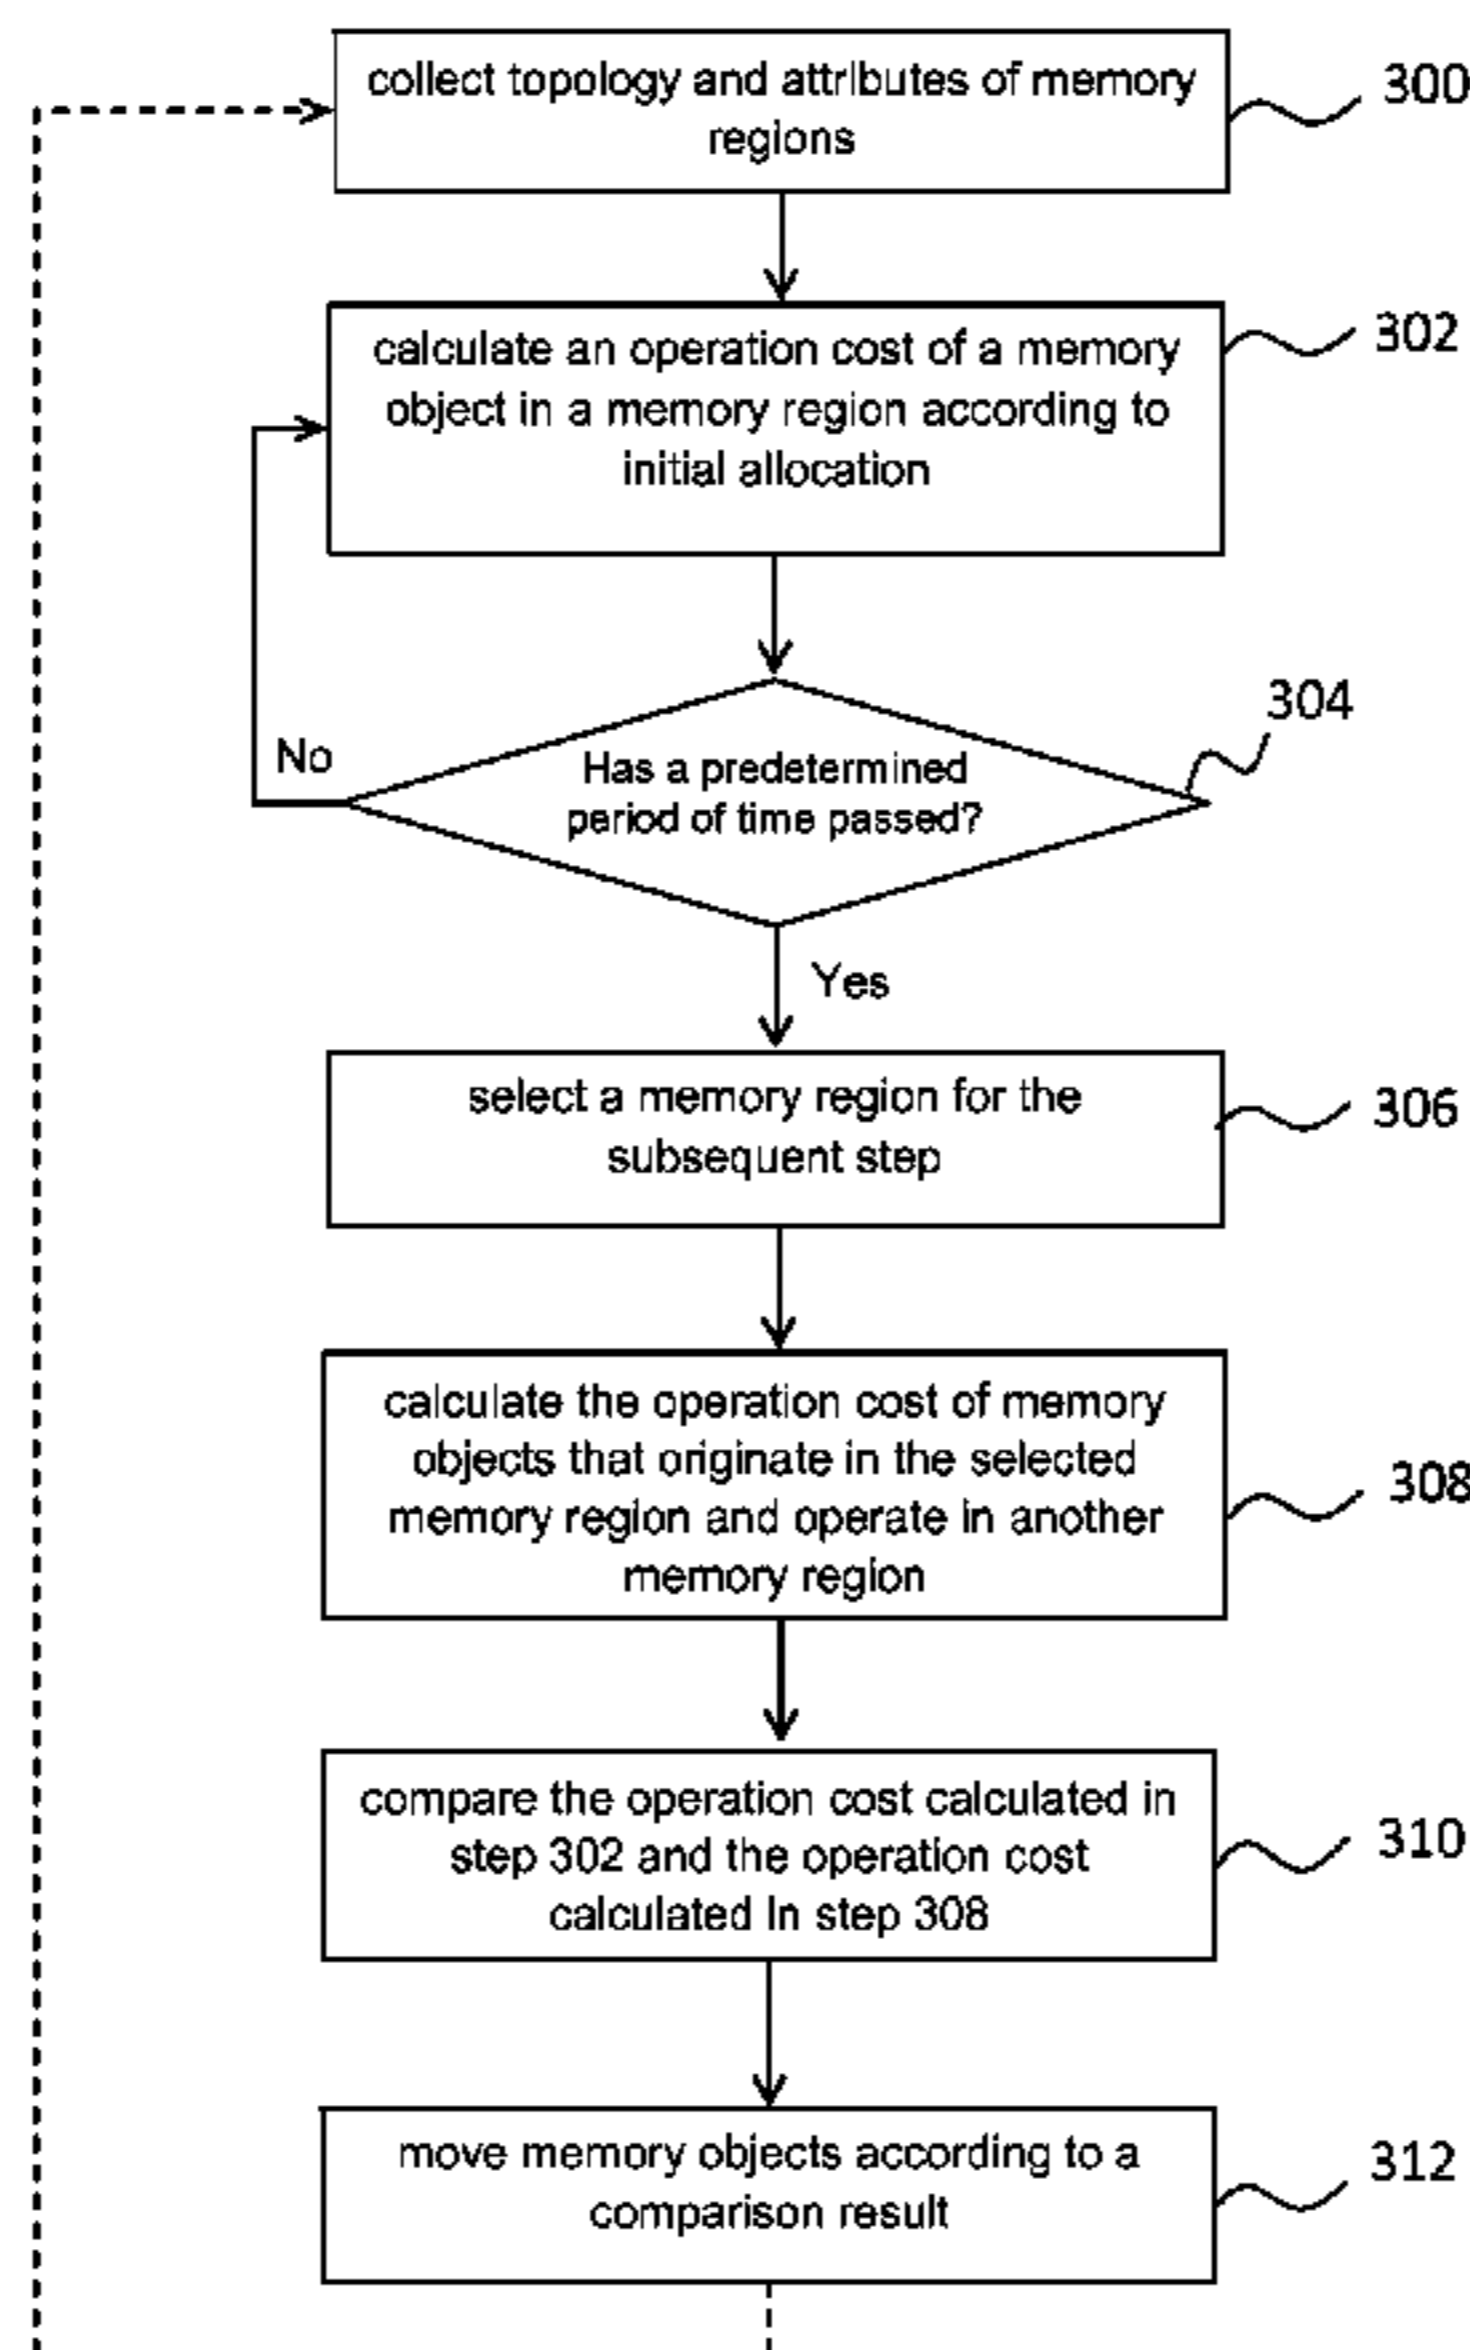 collect topology and attributes of memory
regions
300
calculate an operation cost of a memory
object in a memory region according to
initial allocation
302
Has a predetermined
period of time passed?
304
No
Yes
select a memory region for the
subsequent step
306
calculate the operation cost of memory
objects that originate in the selected
memory region and operate in another
memory region
308
compare the operation cost calculated in
step 302 and the operation cost
calculated in step 308
310
move memory objects according to a
comparison result
312